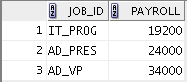 JOB_ID PAYROLL
1 IT_PROG 19200
2 AD_PRES 24000
3 AD_VP 34000